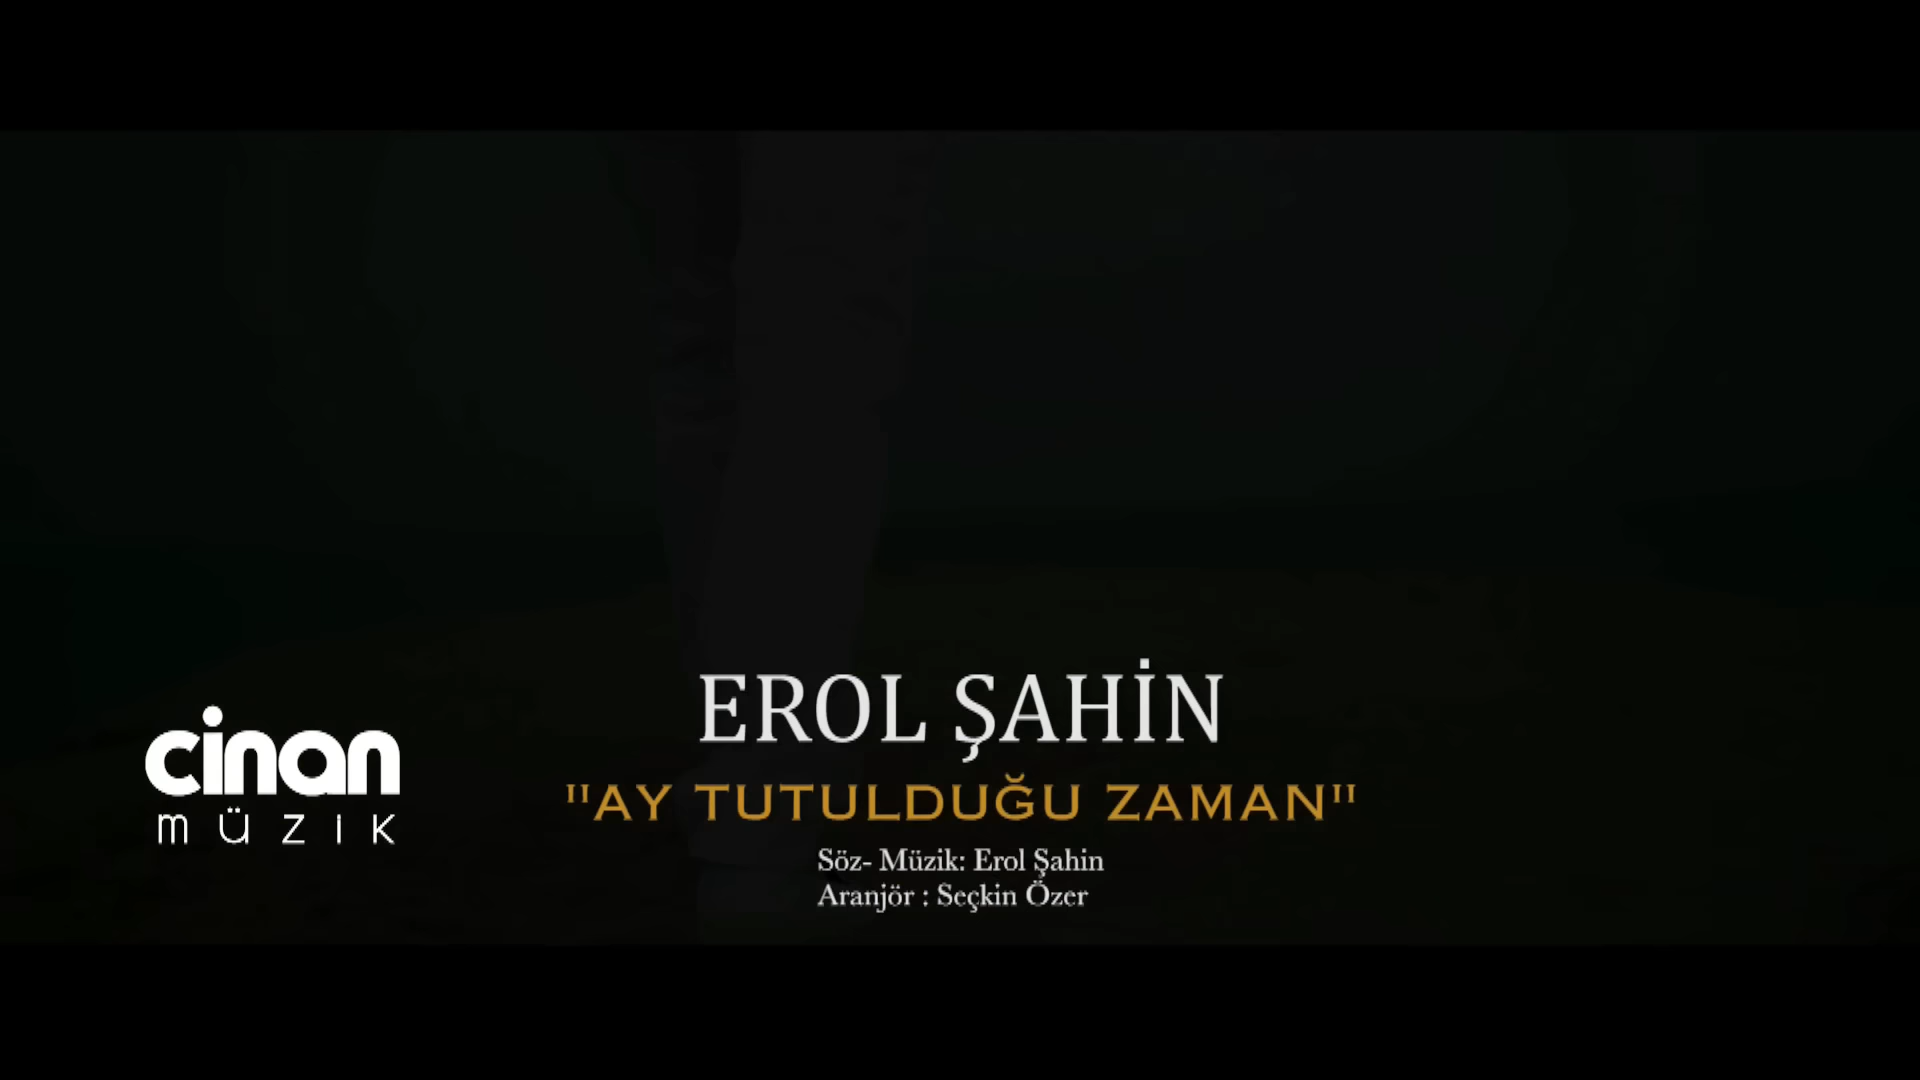 EROL ŞAHİN
"AY TUTULDUĞU ZAMAN"
Söz- Müzik: Erol Şahin
Aranjör : Seçkin Özer
cinan
müzik